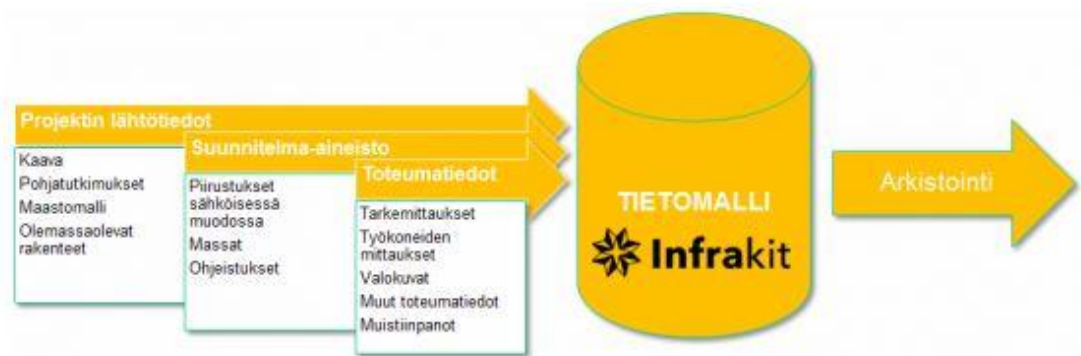 Projektin lähtötiedot
Kaava
Pohjatutkimukset
Maastomalli
Olemassaolevat
rakenteet
Suunnitelma-aineisto
Piirustukset
sähköisessä
muodossa
Massat
Ohjeistukset
Toteumatiedot
Tarkemittaukset
Työkoneiden
mittaukset
Valokuvat
Muut toteumatiedot
Muistiinpanot
TIETOMALLI
Infrakit
Arkistointi